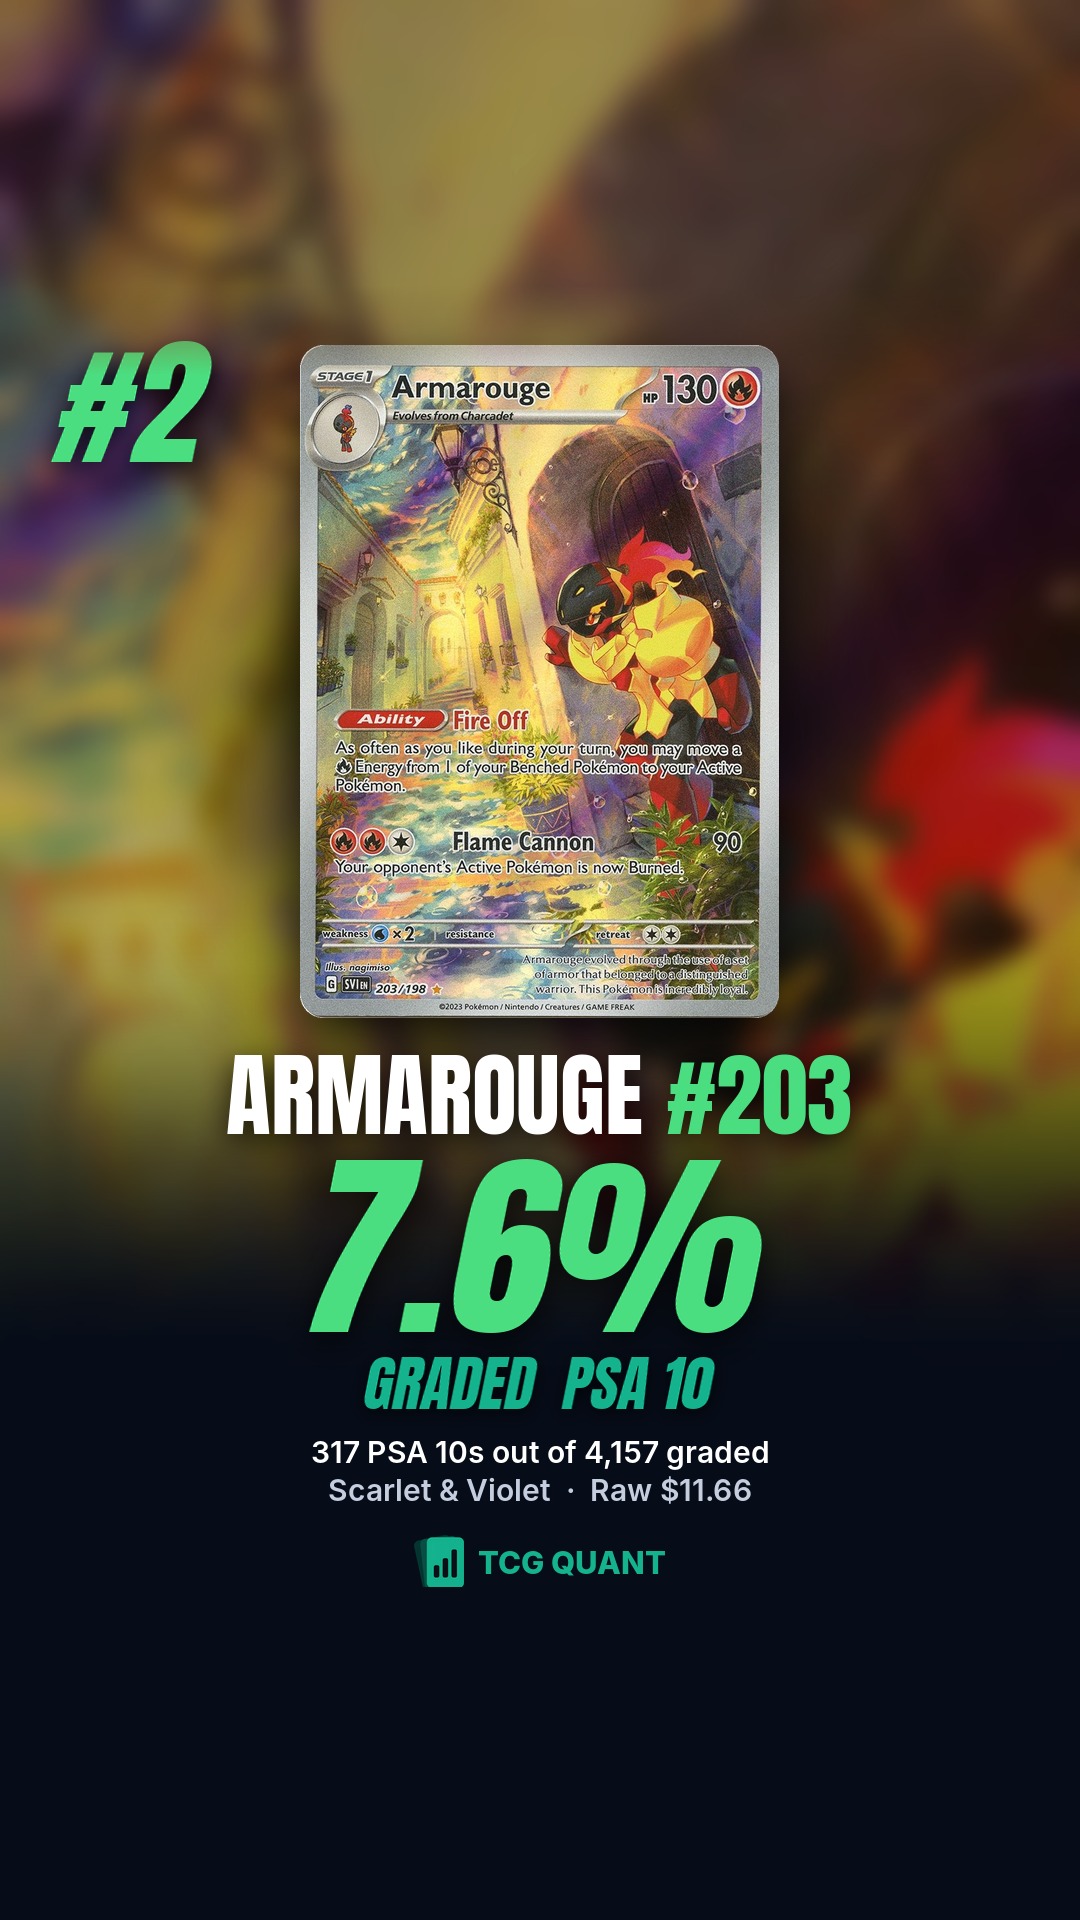 #2
STAGE1 Armarouge HP 130
Evolves from Charcadet
Ability Fire Off
As often as you like during your turn, you may move a
Energy from 1 of your Benched Pokémon to your Active
Pokémon.
Flame Cannon 90
Your opponent's Active Pokémon is now Burned.
weakness ×2 resistance retreat
Armarouge evolved through the use of a set
of armor that belonged to a distinguished
warrior. This Pokémon is incredibly loyal.
Illus. nagimiso
G SVI EN 203/198
©2023 Pokémon / Nintendo / Creatures / GAME FREAK
ARMAROUGE #203
7.6%
GRADED PSA 10
317 PSA 10s out of 4,157 graded
Scarlet & Violet · Raw $11.66
TCG QUANT